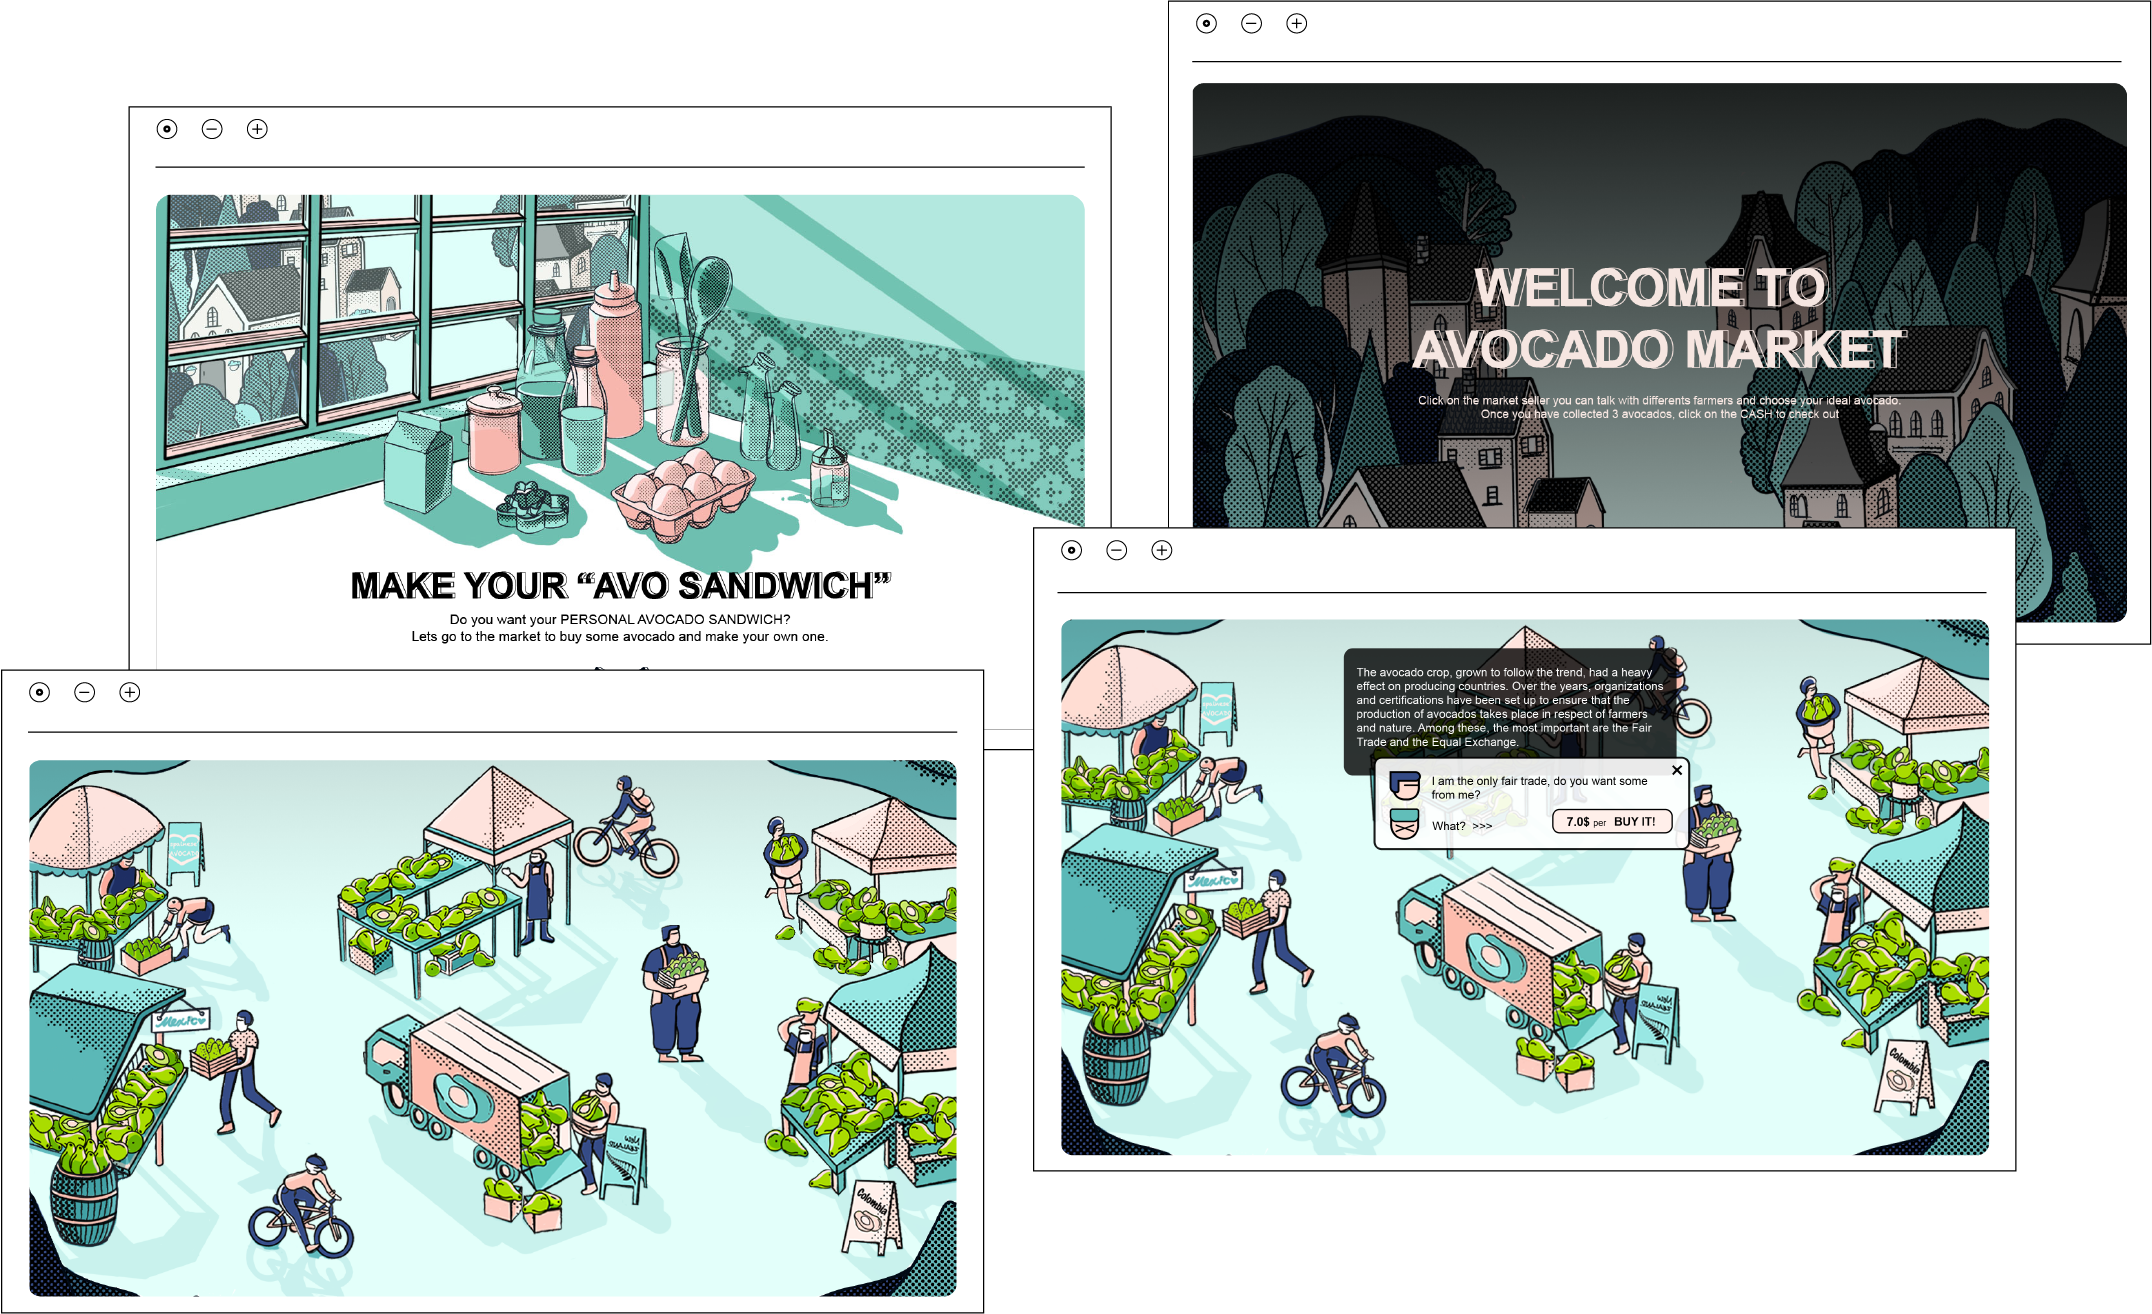 WELCOME TO
AVOCADO MARKET
Click on the market seller you can talk with differents farmers and choose your ideal avocado.
Once you have collected 3 avocados, click on the CASH to check out
MAKE YOUR “AVO SANDWICH”
Do you want your PERSONAL AVOCADO SANDWICH?
Lets go to the market to buy some avocado and make your own one.
The avocado crop, grown to follow the trend, had a heavy
effect on producing countries. Over the years, organizations
and certifications have been set up to ensure that the
production of avocados takes place in respect of farmers
and nature. Among these, the most important are the Fair
Trade and the Equal Exchange.
I am the only fair trade, do you want some
from me?
What? >>>
7.0$ per BUY IT!
AVOCATO
Mexico
Colombia
AVOCATO
Mexico
Colombia